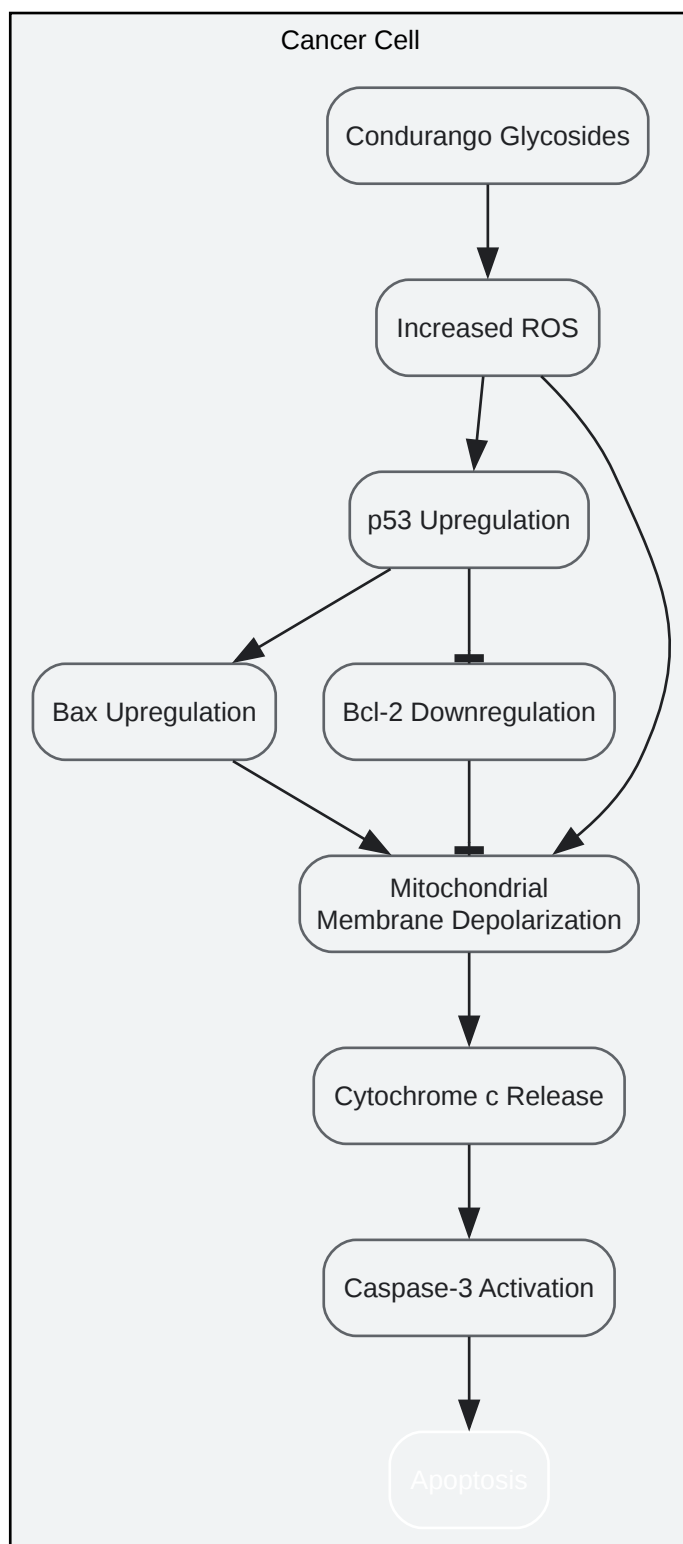 Cancer Cell
Condurango Glycosides
Increased ROS
p53 Upregulation
Bax Upregulation
Bcl-2 Downregulation
Mitochondrial
Membrane Depolarization
Cytochrome c Release
Caspase-3 Activation
Apoptosis